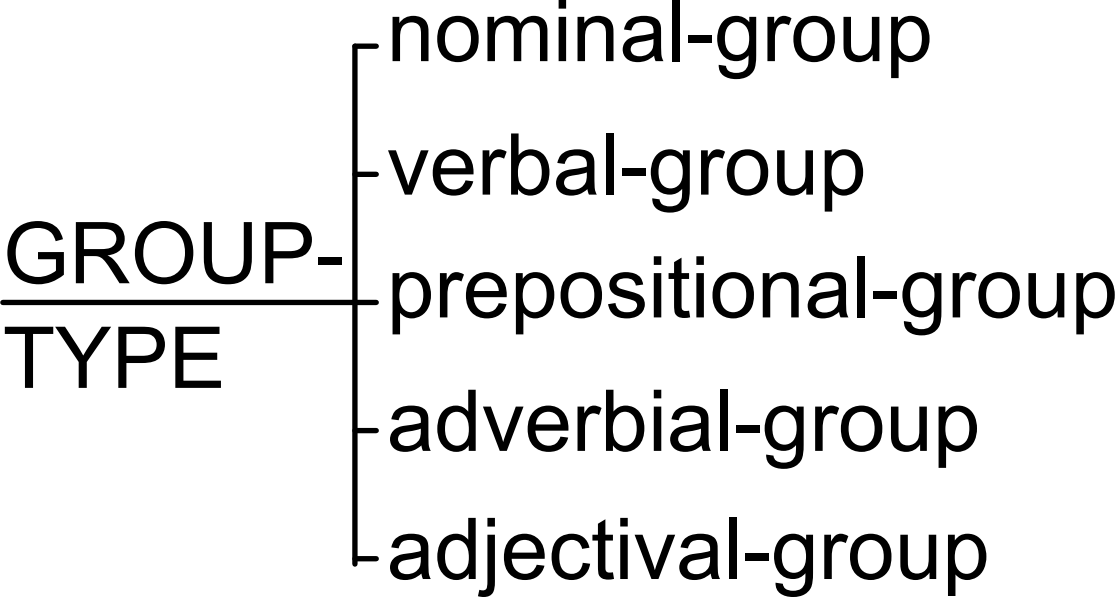 nominal-group
verbal-group
GROUP-
TYPE
prepositional-group
adverbial-group
adjectival-group